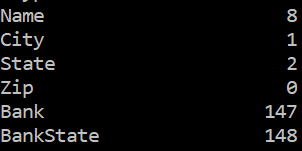 Name 8
City 1
State 2
Zip 0
Bank 147
BankState 148